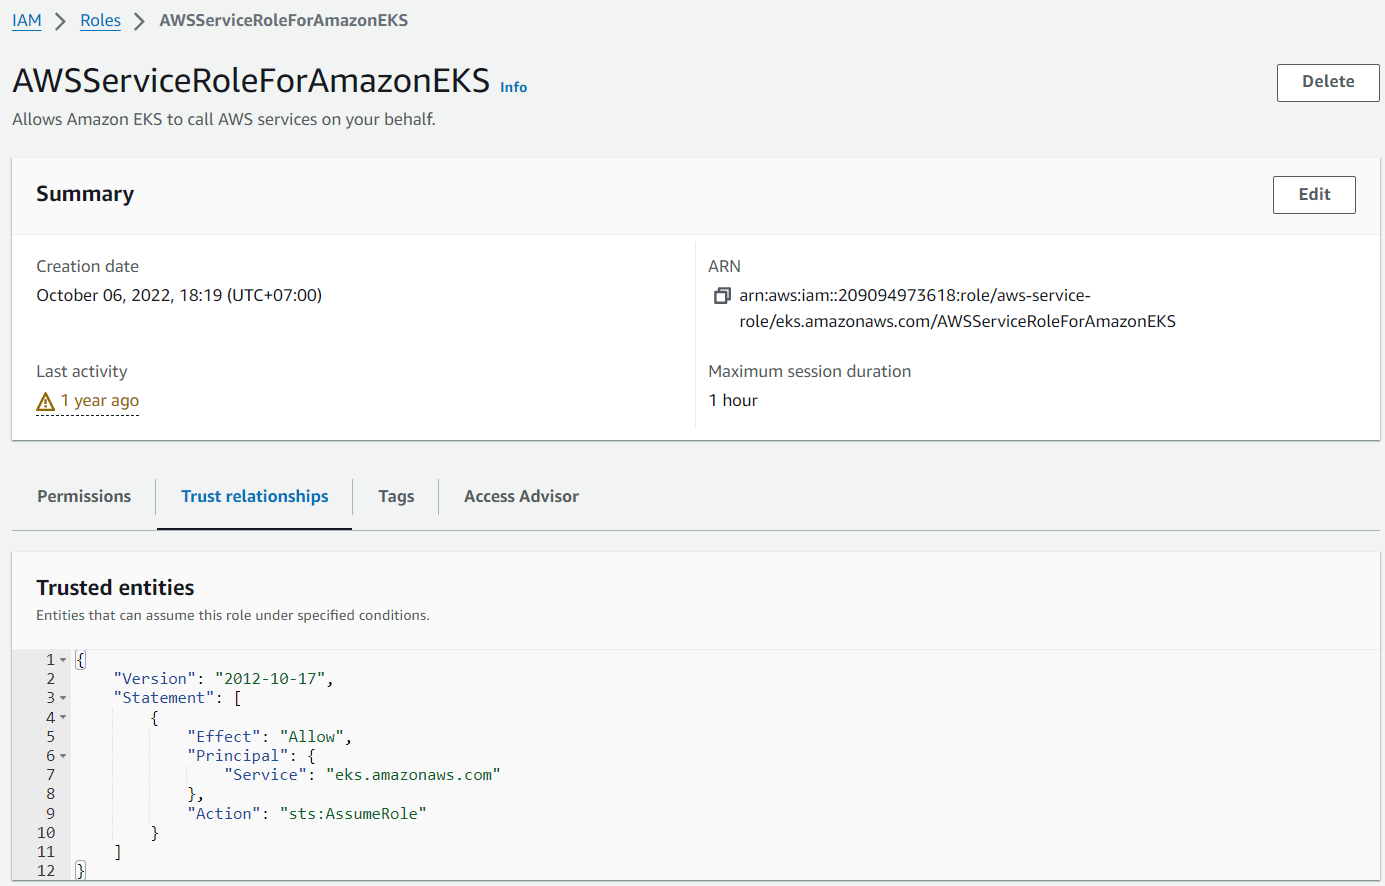 IAM > Roles > AWSServiceRoleForAmazonEKS
AWSServiceRoleForAmazonEKS Info
Delete
Allows Amazon EKS to call AWS services on your behalf.
Summary
Edit
Creation date
October 06, 2022, 18:19 (UTC+07:00)
ARN
arn:aws:iam::209094973618:role/aws-service-
role/eks.amazonaws.com/AWSServiceRoleForAmazonEKS
Last activity
1 year ago
Maximum session duration
1 hour
Permissions
Trust relationships
Tags
Access Advisor
Trusted entities
Entities that can assume this role under specified conditions.
1 {
2     "Version": "2012-10-17",
3     "Statement": [
4         {
5             "Effect": "Allow",
6             "Principal": {
7                 "Service": "eks.amazonaws.com"
8             },
9             "Action": "sts:AssumeRole"
10         }
11     ]
12 }